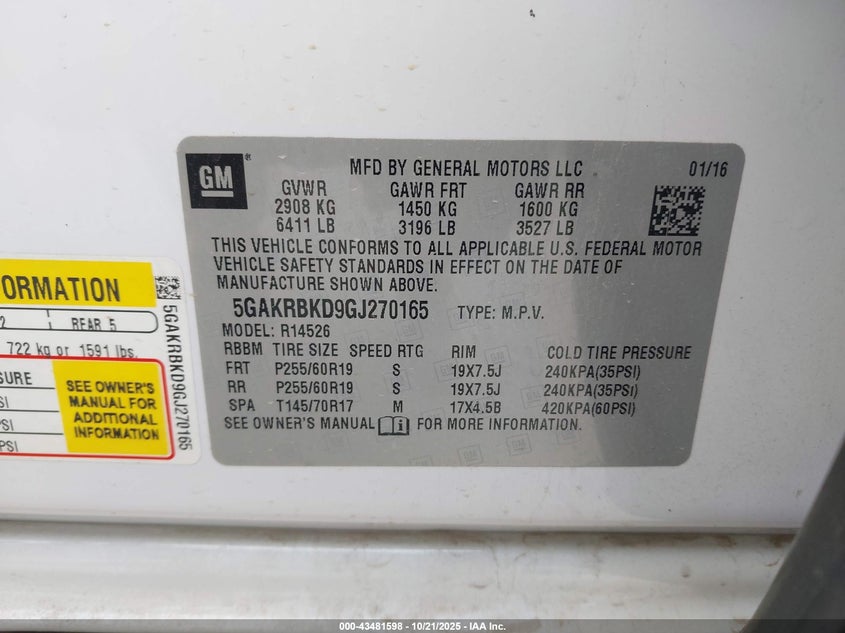 GM
®
MFD BY GENERAL MOTORS LLC
01/16
GVWR GAWR FRT GAWR RR
2908 KG 1450 KG 1600 KG
6411 LB 3196 LB 3527 LB
THIS VEHICLE CONFORMS TO ALL APPLICABLE U.S. FEDERAL MOTOR
VEHICLE SAFETY STANDARDS IN EFFECT ON THE DATE OF
MANUFACTURE SHOWN ABOVE.
5GAKRBKD9GJ270165 TYPE: M.P.V.
MODEL: R14526
RBBM TIRE SIZE SPEED RTG RIM COLD TIRE PRESSURE
FRT P255/60R19 S 19X7.5J 240KPA(35PSI)
RR P255/60R19 S 19X7.5J 240KPA(35PSI)
SPA T145/70R17 M 17X4.5B 420KPA(60PSI)
SEE OWNER'S MANUAL FOR MORE INFORMATION.
ORMATION
2 REAR 5
722 kg or 1591 lbs.
SURE
SI
PSI
PSI
SEE OWNER'S
MANUAL FOR
ADDITIONAL
INFORMATION
5GAKRBKD9GJ270165
000-43481598 - 10/21/2025 - IAA Inc.